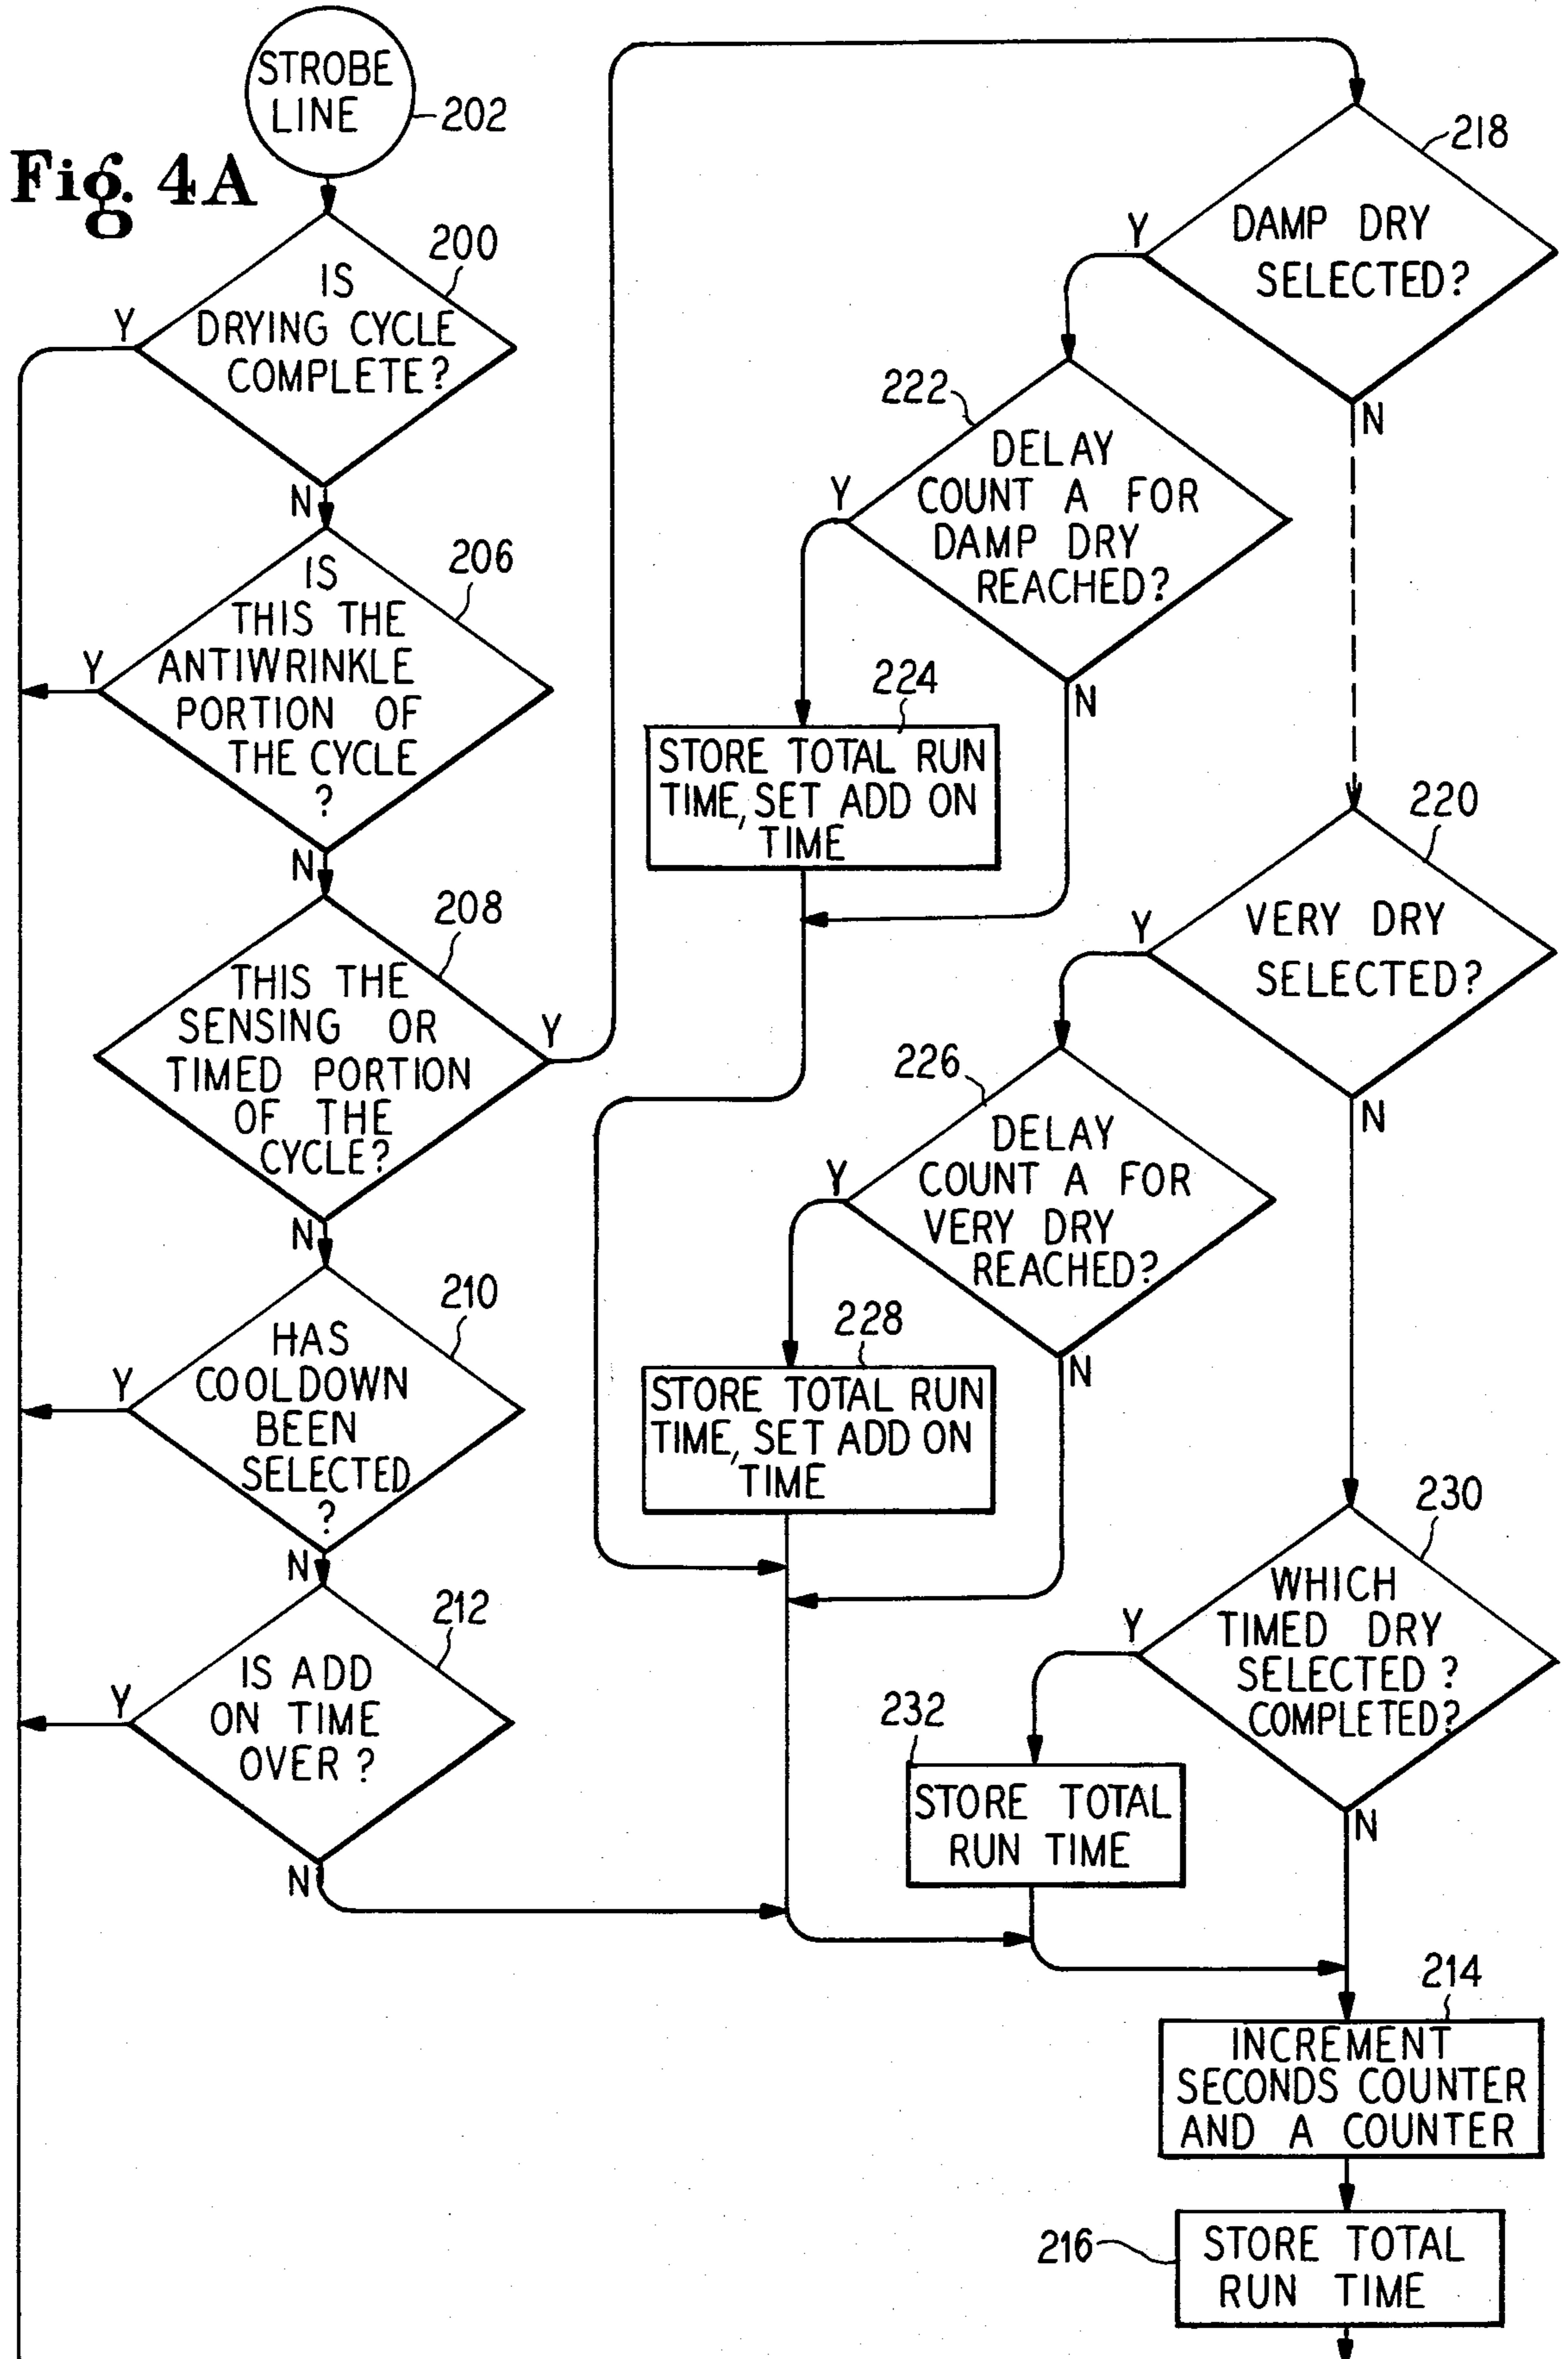 STROBE
LINE
202
Fig. 4A
200
IS
DRYING CYCLE
COMPLETE?
Y
N
206
IS
THIS THE
ANTIWRINKLE
PORTION OF
THE CYCLE
?
Y
N
208
THIS THE
SENSING OR
TIMED PORTION
OF THE
CYCLE?
Y
N
210
HAS
COOLDOWN
BEEN
SELECTED
?
Y
N
212
IS ADD
ON TIME
OVER?
Y
N
218
DAMP DRY
SELECTED?
Y
N
222
DELAY
COUNT A FOR
DAMP DRY
REACHED?
Y
N
224
STORE TOTAL RUN
TIME, SET ADD ON
TIME
220
VERY DRY
SELECTED?
Y
N
226
DELAY
COUNT A FOR
VERY DRY
REACHED?
Y
N
228
STORE TOTAL RUN
TIME, SET ADD ON
TIME
230
WHICH
TIMED DRY
SELECTED?
COMPLETED?
Y
N
232
STORE TOTAL
RUN TIME
214
INCREMENT
SECONDS COUNTER
AND A COUNTER
216
STORE TOTAL
RUN TIME